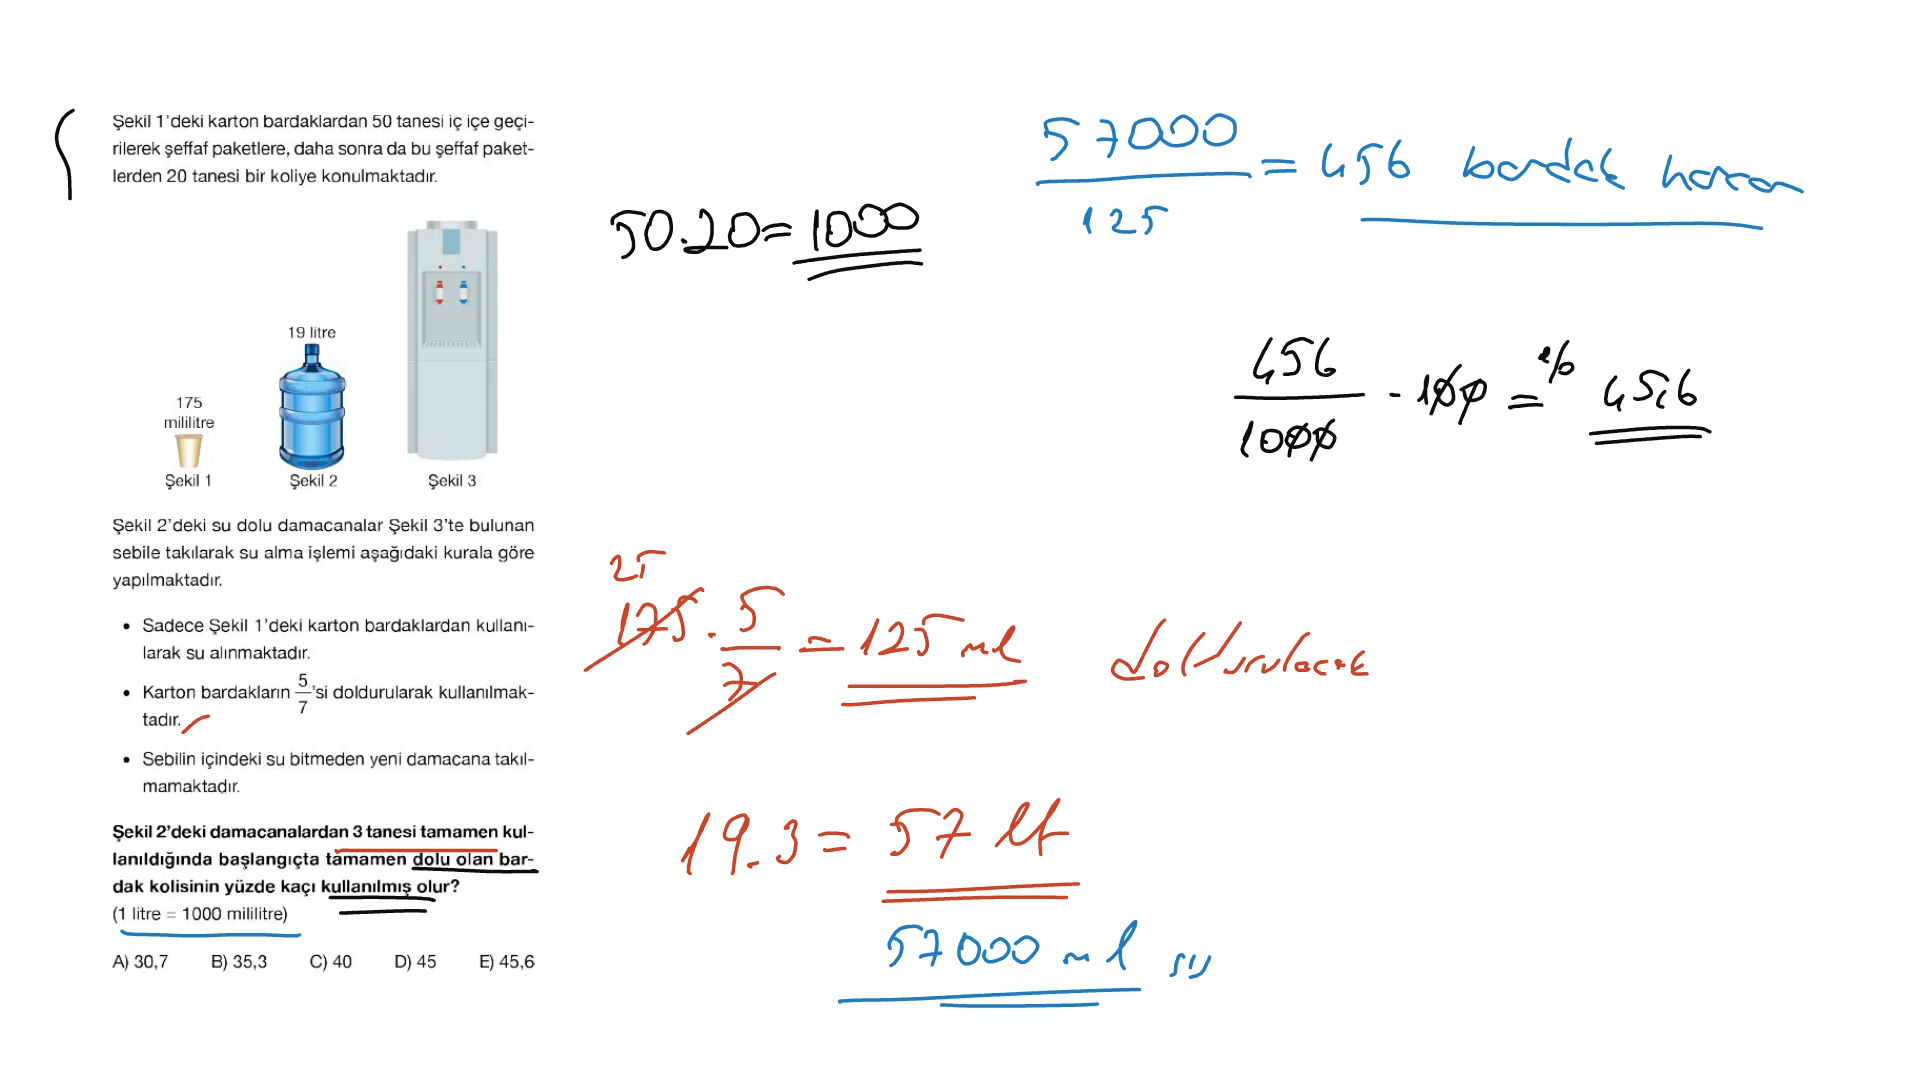 Şekil 1'deki karton bardaklardan 50 tanesi iç içe geçi-
rilerek şeffaf paketlere, daha sonra da bu şeffaf paket-
lerden 20 tanesi bir koliye konulmaktadır.
19 litre
175
mililitre
Şekil 1
Şekil 2
Şekil 3
Şekil 2'deki su dolu damacanalar Şekil 3'te bulunan
sebile takılarak su alma işlemi aşağıdaki kurala göre
yapılmaktadır.
• Sadece Şekil 1'deki karton bardaklardan kullanı-
larak su alınmaktadır.
• Karton bardakların 5/7'si doldurularak kullanılmak-
tadır.
• Sebilin içindeki su bitmeden yeni damacana takıl-
mamaktadır.
Şekil 2'deki damacanalardan 3 tanesi tamamen kul-
lanıldığında başlangıçta tamamen dolu olan bar-
dak kolisinin yüzde kaçı kullanılmış olur?
(1 litre = 1000 mililitre)
A) 30,7 B) 35,3 C) 40 D) 45 E) 45,6
50.20=1000
57000/125 = 456 bardak harcan
456/1000 . 100 = % 45,6
25
175 . 5/7 = 125 ml doldurulacak
19.3= 57 lt
57000 ml su